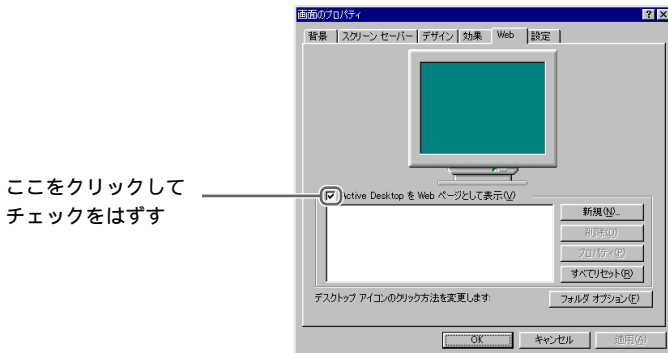 画面のプロパティ
背景 スクリーン セーバー デザイン 効果 Web 設定
ここをクリックして
チェックをはずす
Active Desktop を Web ページとして表示(V)
新規(N)...
削除(D)
プロパティ(P)
すべてリセット(R)
デスクトップ アイコンのクリック方法を変更します:
フォルダ オプション(F)
OK キャンセル 適用(A)